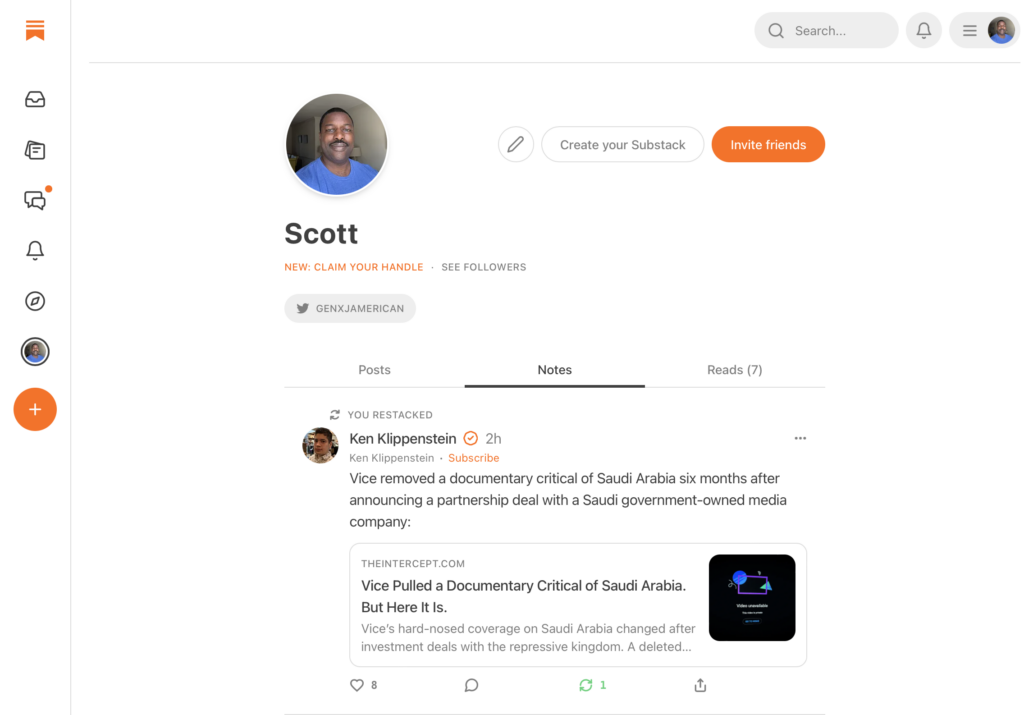 Search...
Create your Substack
Invite friends
Scott
NEW: CLAIM YOUR HANDLE · SEE FOLLOWERS
GENXJAMERICAN
Posts
Notes
Reads (7)
YOU RESTACKED
Ken Klippenstein 2h
Ken Klippenstein · Subscribe
Vice removed a documentary critical of Saudi Arabia six months after
announcing a partnership deal with a Saudi government-owned media
company:
THEINTERCEPT.COM
Vice Pulled a Documentary Critical of Saudi Arabia.
But Here It Is.
Vice's hard-nosed coverage on Saudi Arabia changed after
investment deals with the repressive kingdom. A deleted...
Video unavailable
8
1